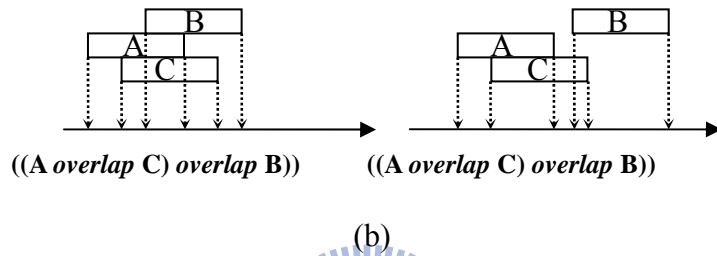 B B
A A
C C
((A overlap C) overlap B)) ((A overlap C) overlap B))
(b)